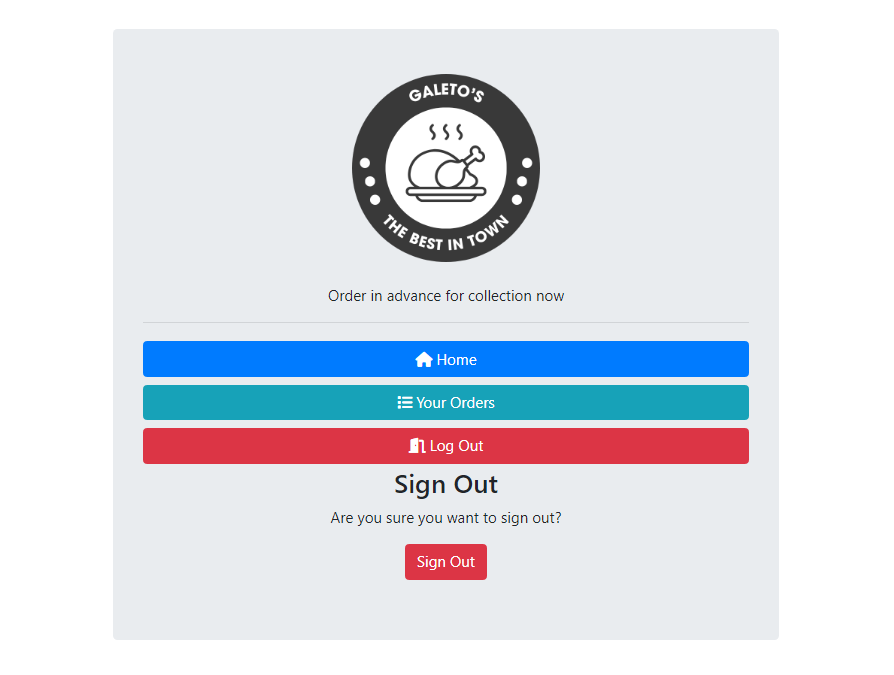 GALETO'S
THE BEST IN TOWN
Order in advance for collection now
Home
Your Orders
Log Out
Sign Out
Are you sure you want to sign out?
Sign Out